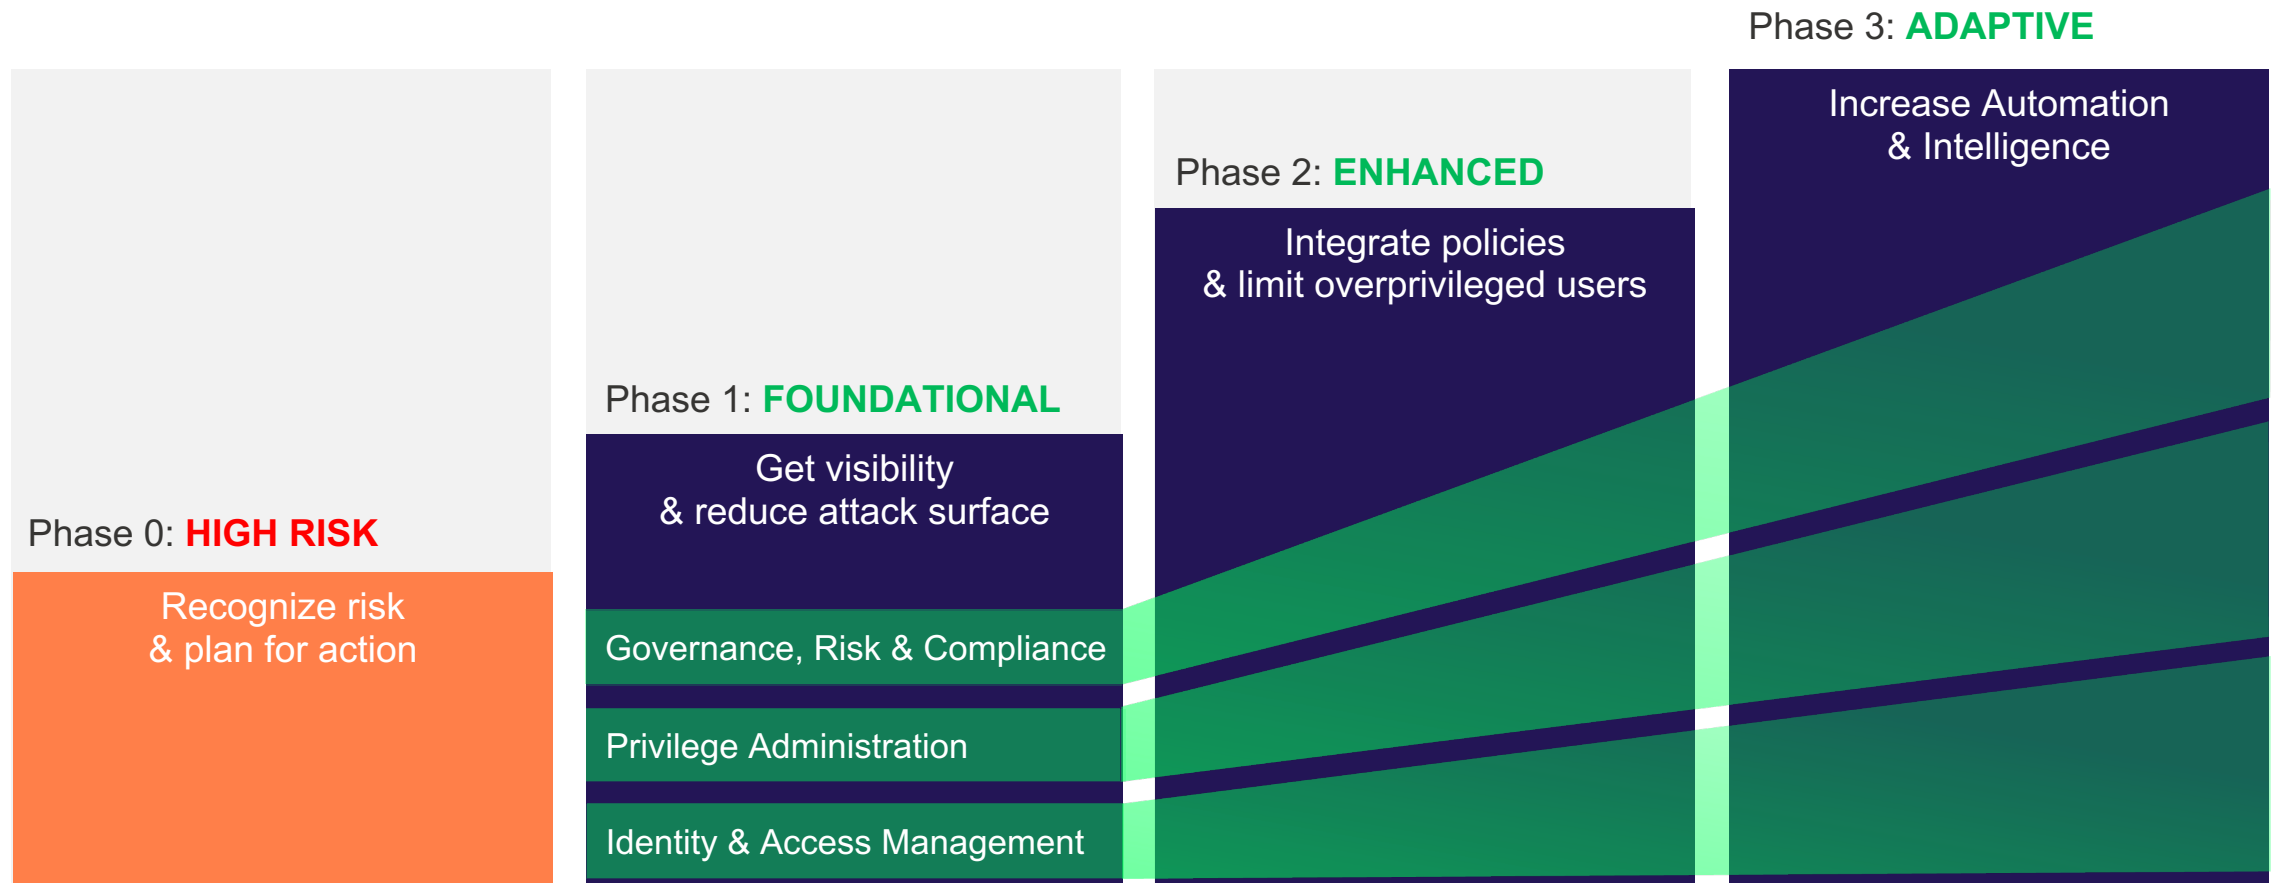 Phase 0: HIGH RISK
Recognize risk
& plan for action
Phase 1: FOUNDATIONAL
Get visibility
& reduce attack surface
Governance, Risk & Compliance
Privilege Administration
Identity & Access Management
Phase 2: ENHANCED
Integrate policies
& limit overprivileged users
Phase 3: ADAPTIVE
Increase Automation
& Intelligence